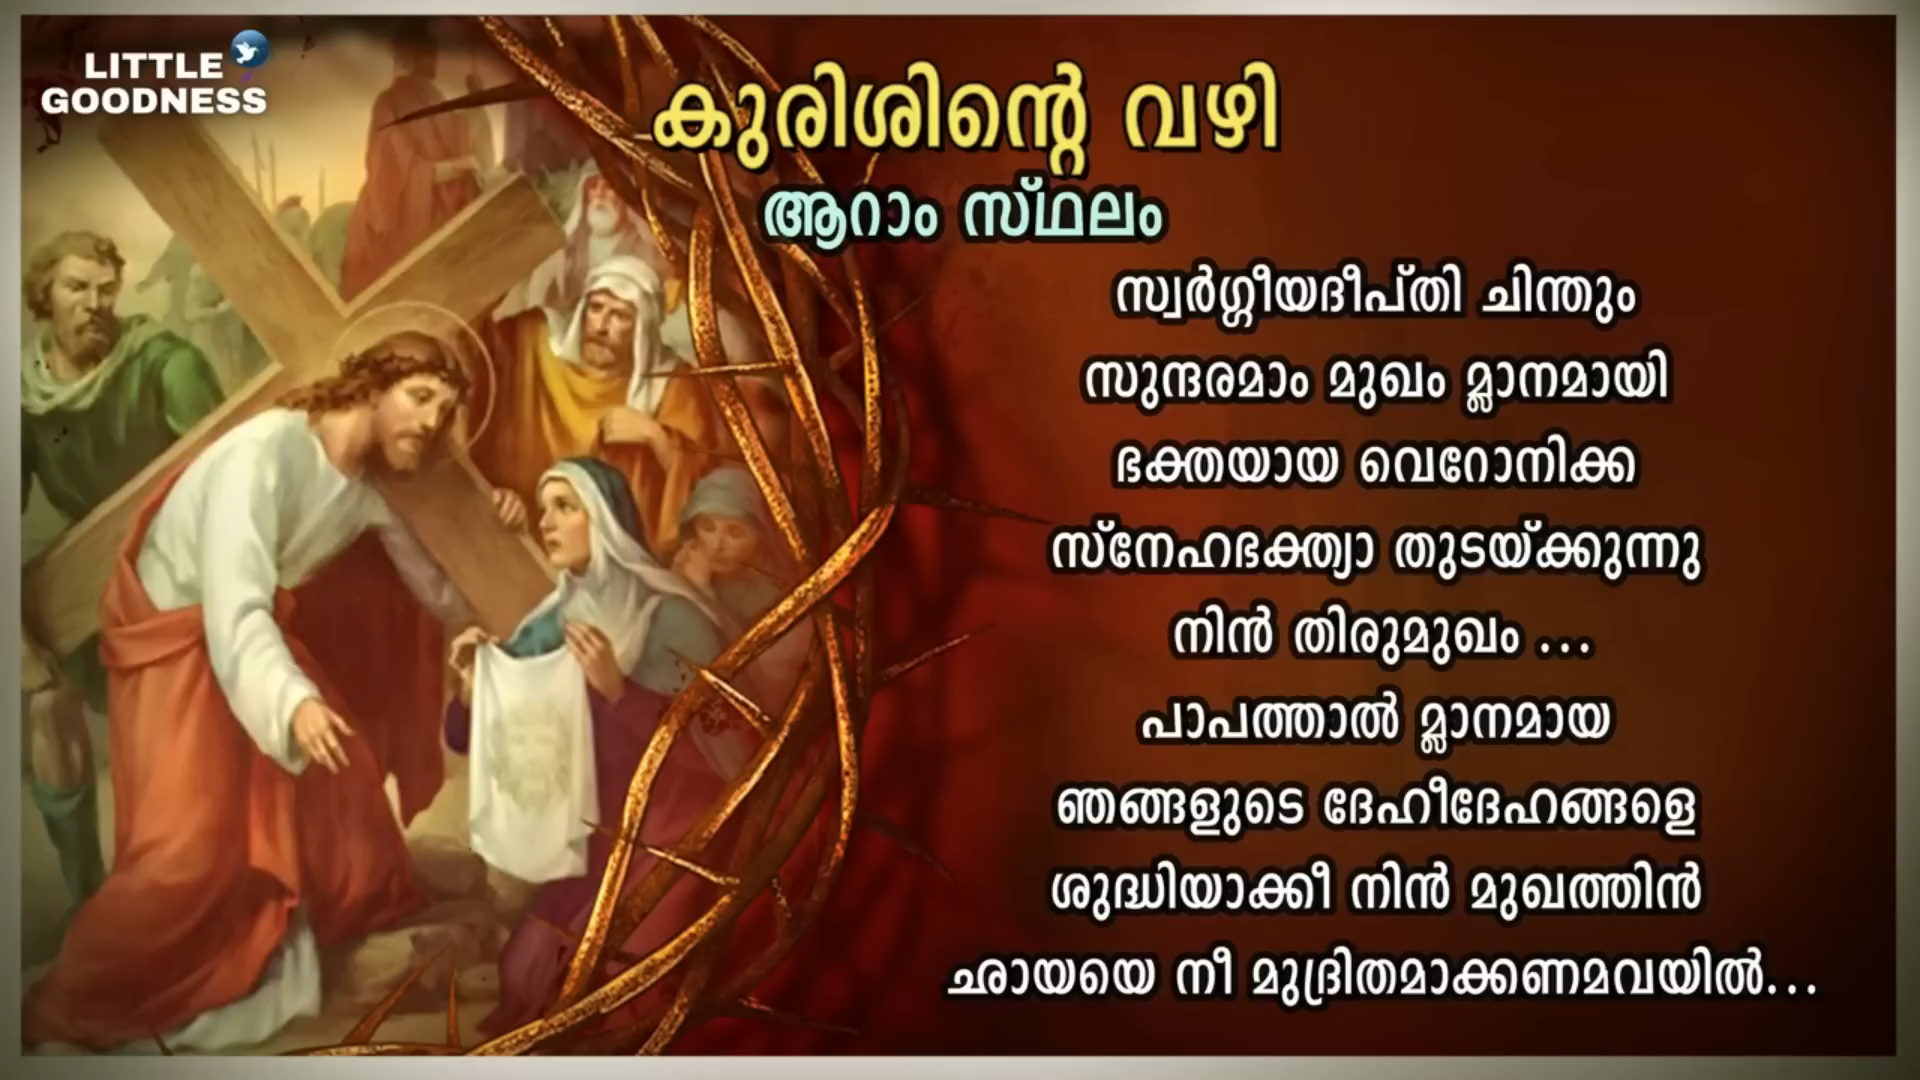 LITTLE
GOODNESS
കുരിശിന്റെ വഴി
ആറാം സ്ഥലം
സ്വർഗ്ഗീയദീപ്തി ചിന്തും
സുന്ദരമാം മുഖം മ്ലാനമായി
ഭക്തയായ വെറോനിക്ക
സ്നേഹഭക്ത്യാ തുടയ്ക്കുന്നു
നിൻ തിരുമുഖം ...
പാപത്താൽ മ്ലാനമായ
ഞങ്ങളുടെ ദേഹീദേഹങ്ങളെ
ശുദ്ധിയാക്കീ നിൻ മുഖത്തിൻ
ഛായയെ നീ മുദ്രിതമാക്കണമവയിൽ...